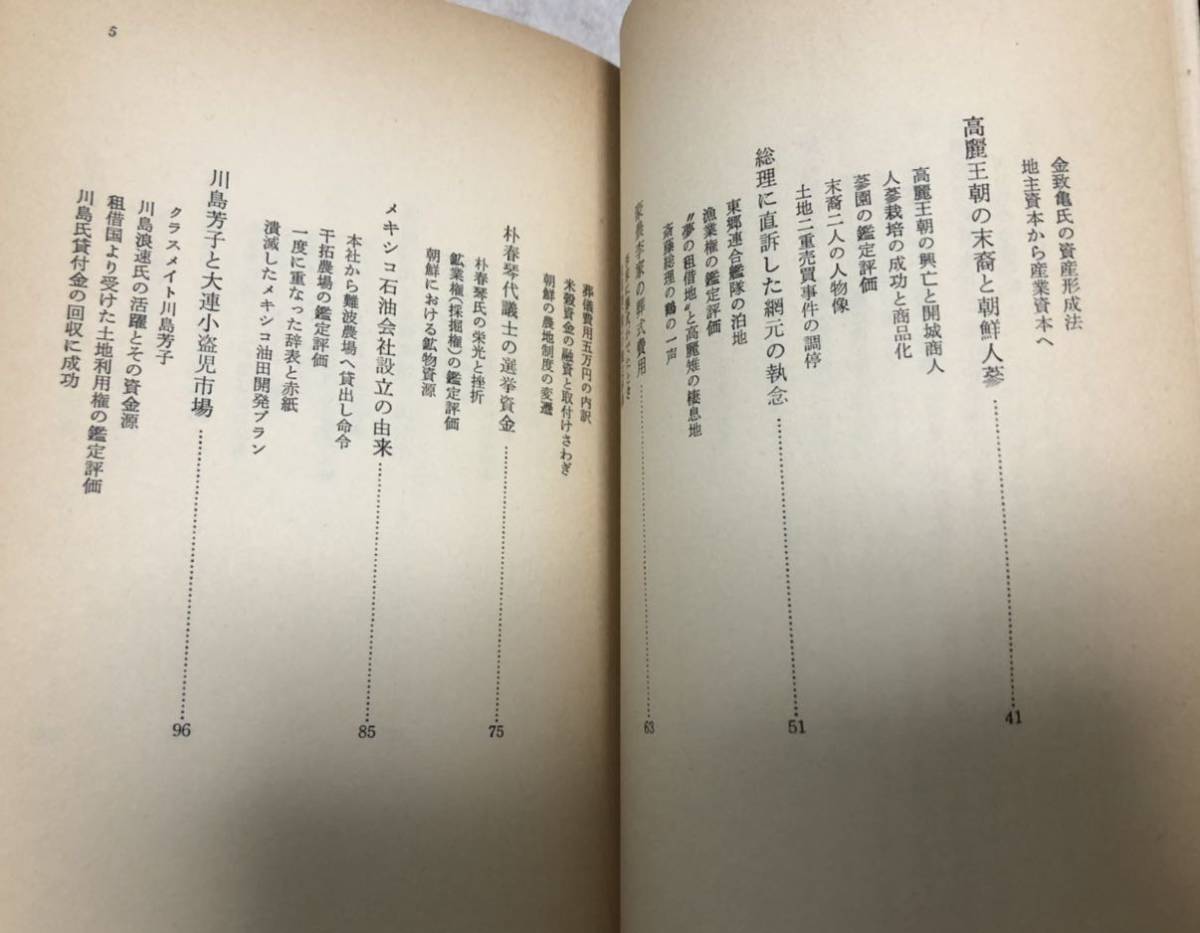 金致亀氏の資産形成法
地主資本から産業資本へ
高麗王朝の末裔と朝鮮人蔘………41
高麗王朝の興亡と開城商人
人蔘栽培の成功と商品化
蔘園の鑑定評価
末裔二人の人物像
土地二重売買事件の調停
総理に直訴した網元の執念………51
東郷連合艦隊の泊地
漁業権の鑑定評価
〝夢の租借地〟と高麗雉の棲息地
斎藤総理の鶴の一声
豪農李家の葬式費用………63
葬儀費用五万円の内訳
米穀資金の融資と取付けさわぎ
朝鮮の農地制度の変遷
朴春琴代議士の選挙資金………75
朴春琴氏の栄光と挫折
鉱業権(採掘権)の鑑定評価
朝鮮における鉱物資源
メキシコ石油会社設立の由来………85
本社から難波農場へ貸出し命令
干拓農場の鑑定評価
一度に重なった辞表と赤紙
潰滅したメキシコ油田開発プラン
川島芳子と大連小盗児市場………96
クラスメイト川島芳子
川島浪速氏の活躍とその資金源
租借国より受けた土地利用権の鑑定評価
川島氏貸付金の回収に成功
5